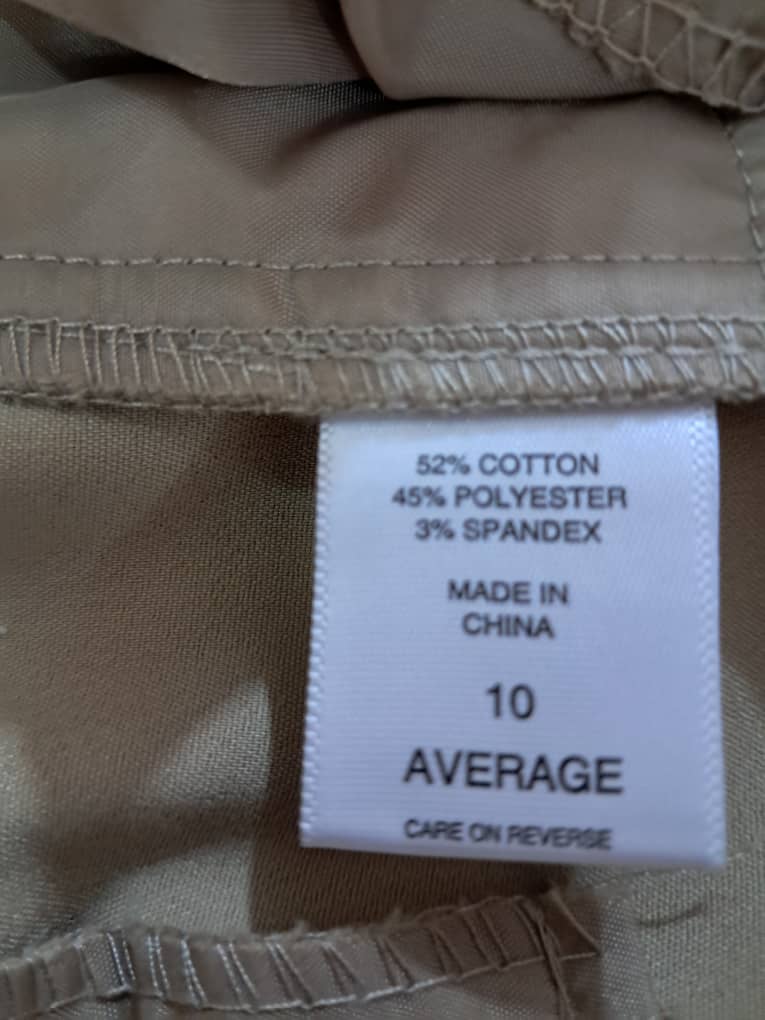 52% COTTON
45% POLYESTER
3% SPANDEX
MADE IN
CHINA
10
AVERAGE
CARE ON REVERSE